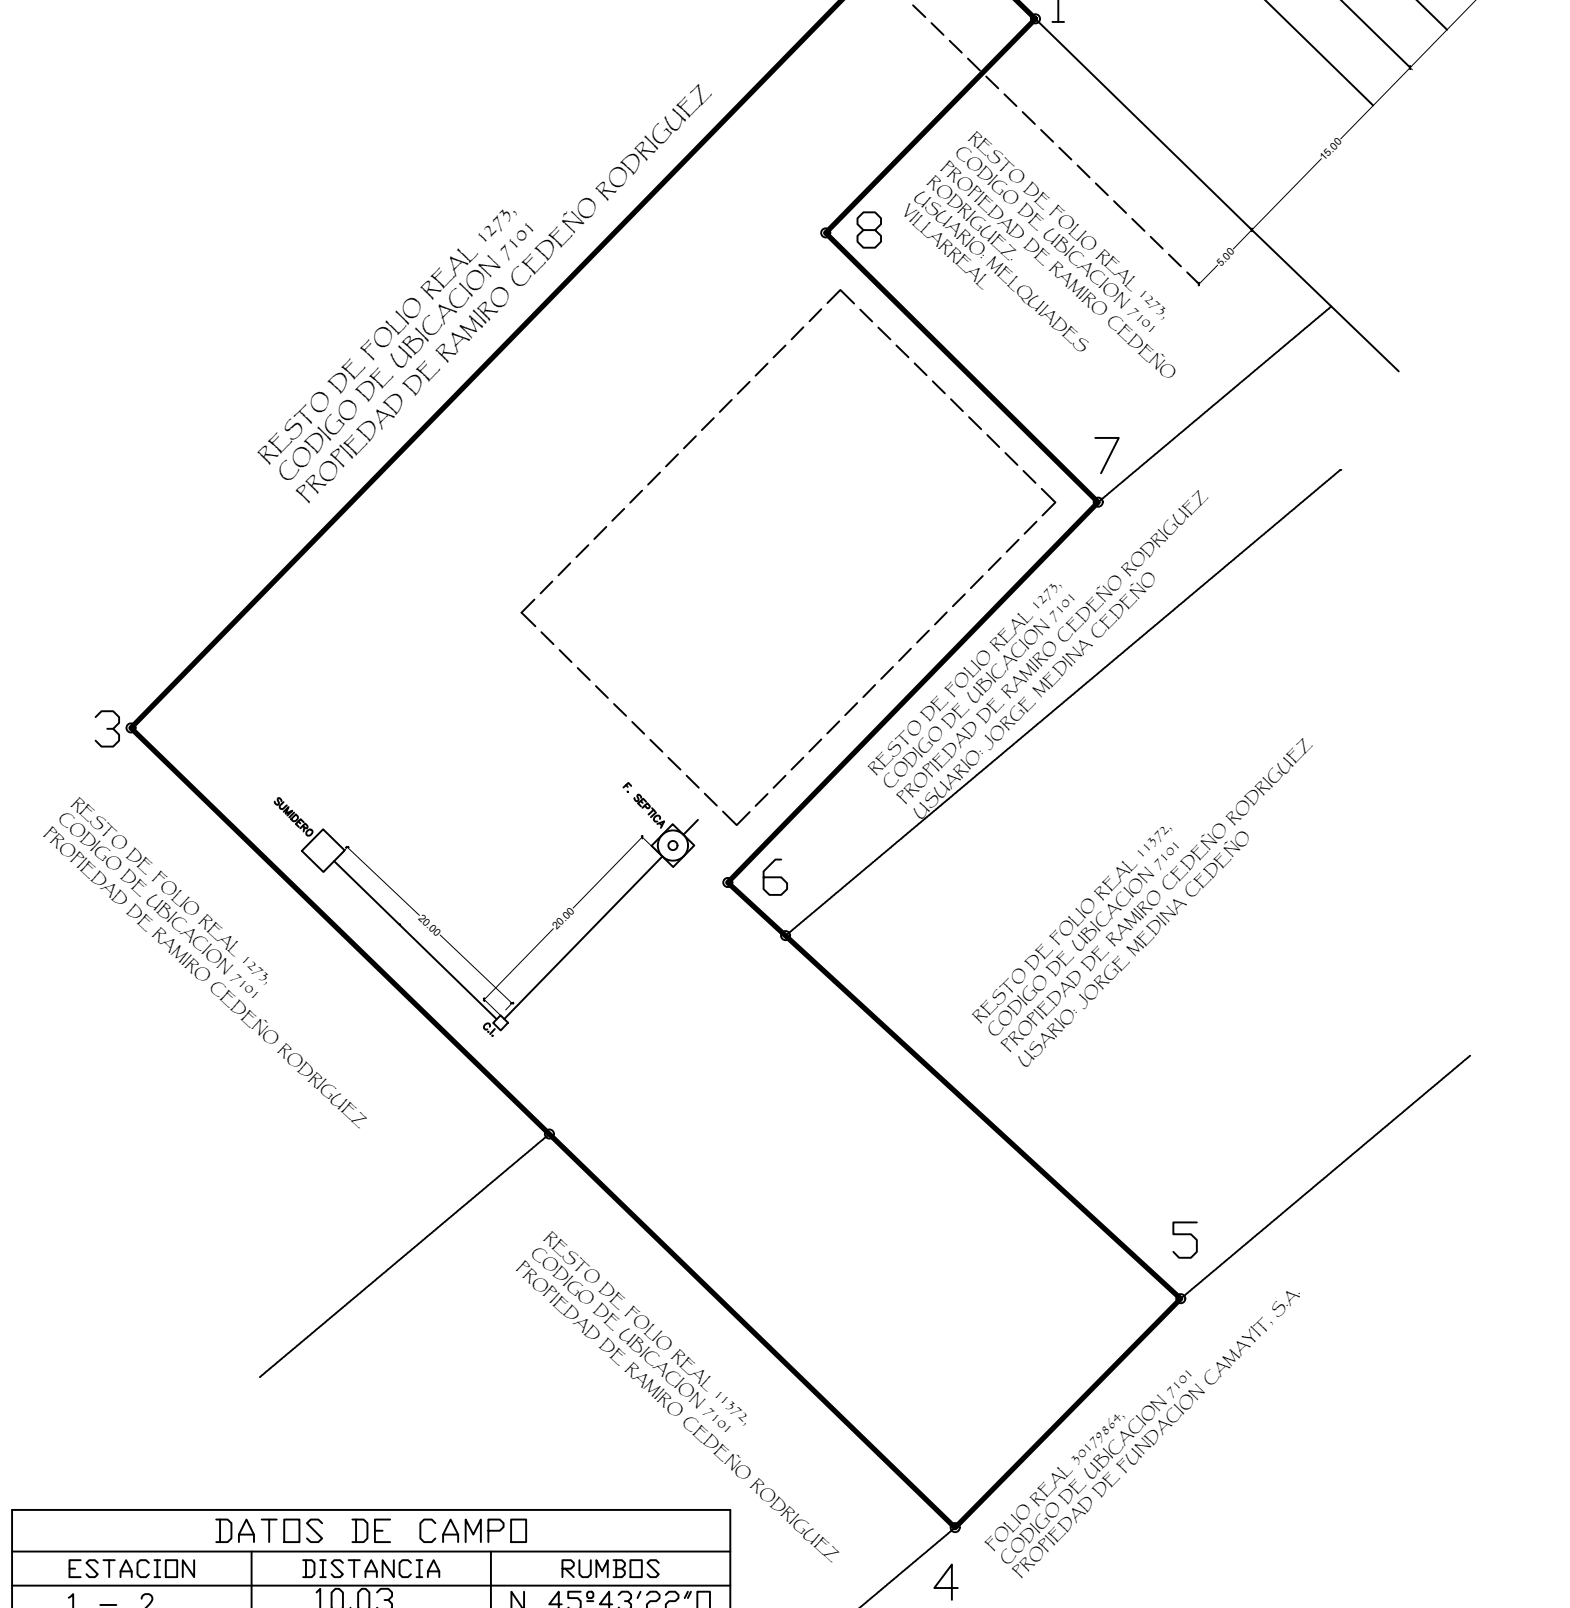 1
15.00
5.00
RESTO DE FOLIO REAL 1273,
CODIGO DE UBICACION 7101
PROPIEDAD DE RAMIRO CEDEÑO RODRIGUEZ
8
RESTO DE FOLIO REAL 1273,
CODIGO DE UBICACION 7101
PROPIEDAD DE RAMIRO CEDEÑO
RODRIGUEZ.
USUARIO: MELQUIADES
VILLARREAL
7
RESTO DE FOLIO REAL 1273,
CODIGO DE UBICACION 7101
PROPIEDAD DE RAMIRO CEDEÑO RODRIGUEZ
USUARIO: JORGE MEDINA CEDEÑO
3
SUMIDERO
F. SEPTICA
20.00
20.00
C.I.
6
RESTO DE FOLIO REAL 1273,
CODIGO DE UBICACION 7101
PROPIEDAD DE RAMIRO CEDEÑO RODRIGUEZ
RESTO DE FOLIO REAL 11372,
CODIGO DE UBICACION 7101
PROPIEDAD DE RAMIRO CEDEÑO RODRIGUEZ
USARIO: JORGE MEDINA CEDEÑO
5
RESTO DE FOLIO REAL 11372,
CODIGO DE UBICACION 7101
PROPIEDAD DE RAMIRO CEDEÑO RODRIGUEZ
FOLIO REAL 30179864,
CODIGO DE UBICACION 7101
PROPIEDAD DE FUNDACION CAMAYIT, S.A.
4
DATOS DE CAMPO
ESTACION DISTANCIA RUMBOS
1 - 2 10.03 N 45º43'22"O